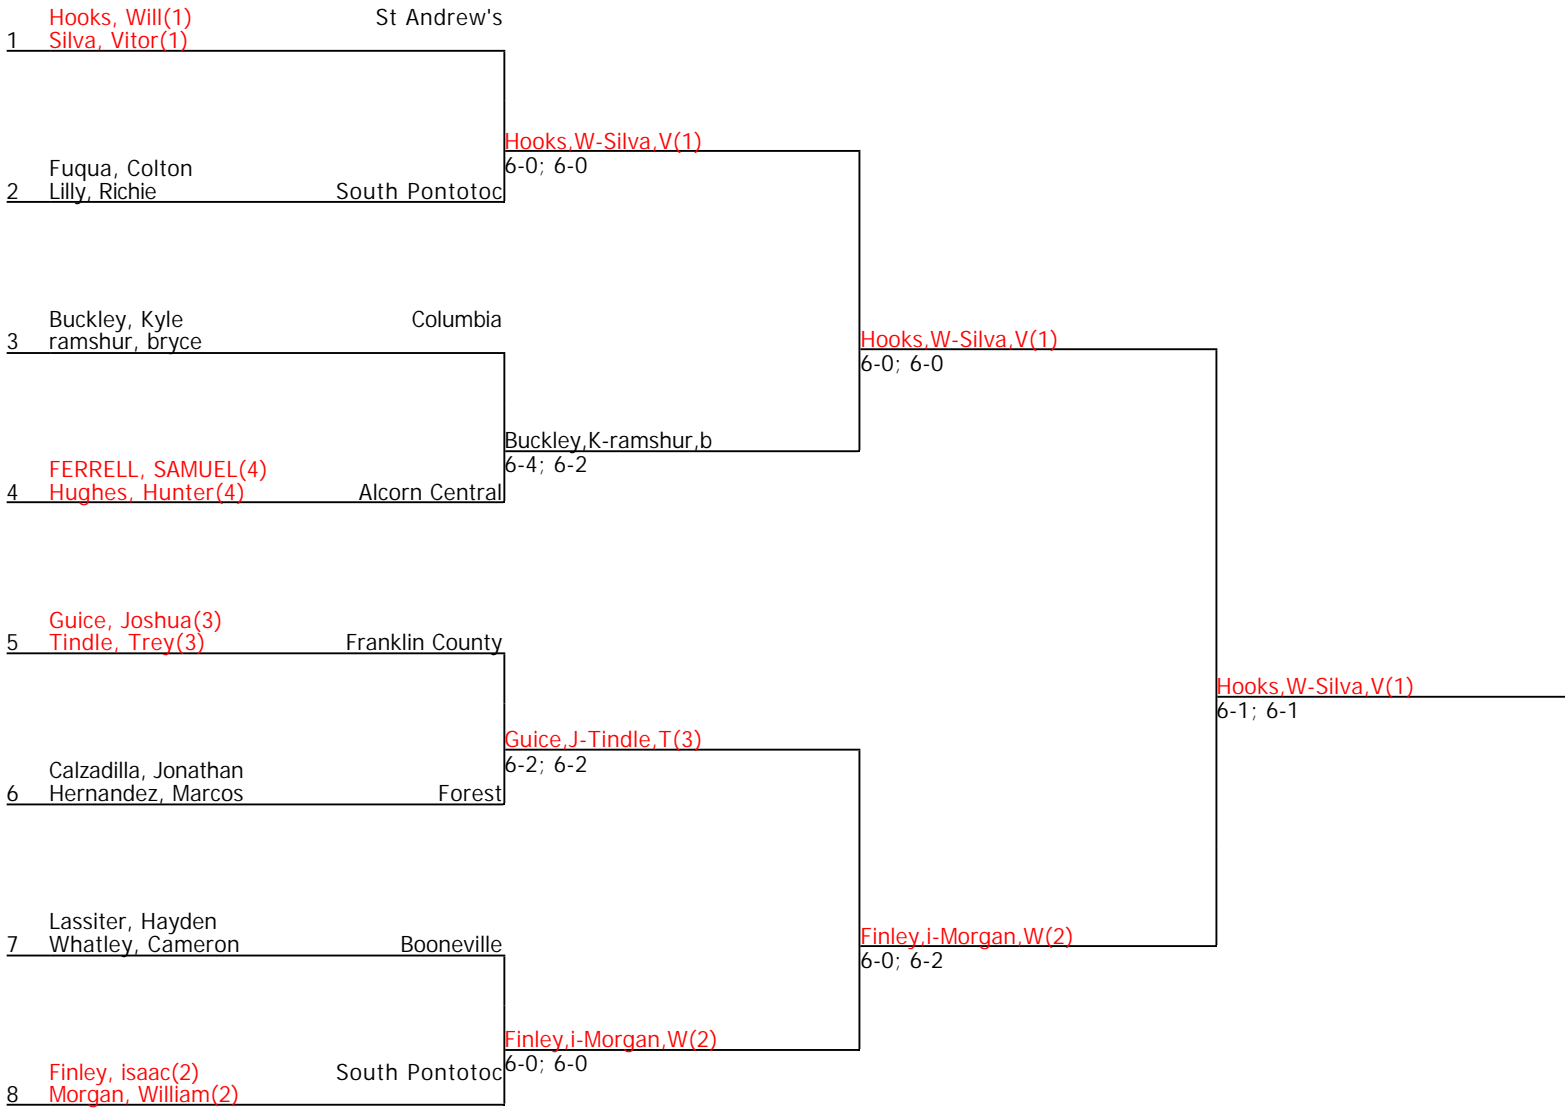 Hooks, Will(1) St Andrew's
1 Silva, Vitor(1)
Hooks,W-Silva,V(1)
6-0; 6-0
Fuqua, Colton
2 Lilly, Richie South Pontotoc
Buckley, Kyle Columbia
3 ramshur, bryce
Hooks,W-Silva,V(1)
6-0; 6-0
Buckley,K-ramshur,b
6-4; 6-2
FERRELL, SAMUEL(4)
4 Hughes, Hunter(4) Alcorn Central
Guice, Joshua(3)
5 Tindle, Trey(3) Franklin County
Hooks,W-Silva,V(1)
6-1; 6-1
Guice,J-Tindle,T(3)
6-2; 6-2
Calzadilla, Jonathan
6 Hernandez, Marcos Forest
Lassiter, Hayden
7 Whatley, Cameron Booneville
Finley,i-Morgan,W(2)
6-0; 6-2
Finley,i-Morgan,W(2)
6-0; 6-0
Finley, isaac(2) South Pontotoc
8 Morgan, William(2)